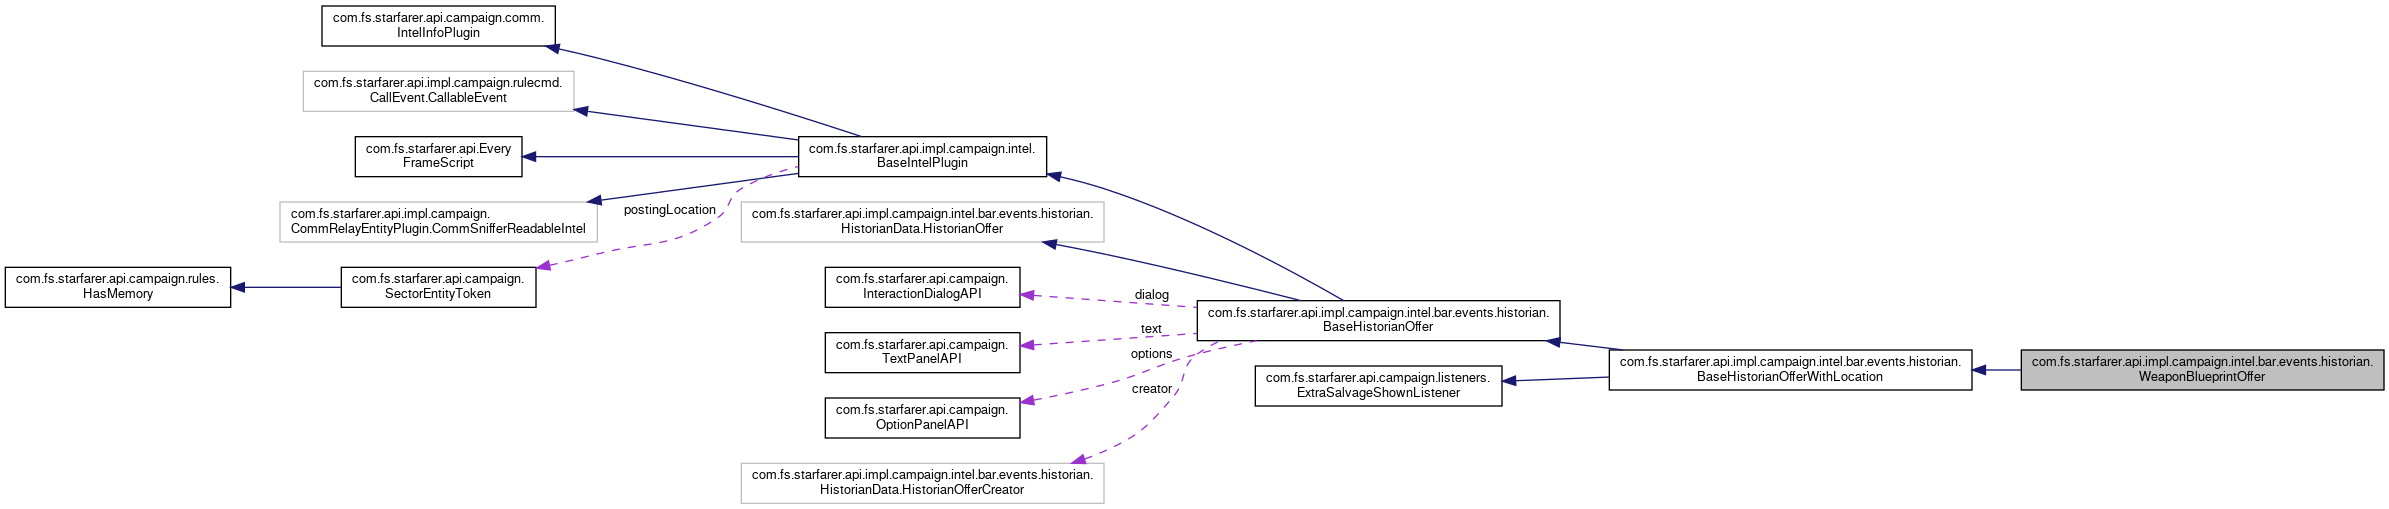 com.fs.starfarer.api.campaign.comm.
IntelInfoPlugin
com.fs.starfarer.api.impl.campaign.rulecmd.
CallEvent.CallableEvent
com.fs.starfarer.api.Every
FrameScript
com.fs.starfarer.api.impl.campaign.intel.
BaseIntelPlugin
com.fs.starfarer.api.impl.campaign.
CommRelayEntityPlugin.CommSnifferReadableIntel
postingLocation
com.fs.starfarer.api.impl.campaign.intel.bar.events.historian.
HistorianData.HistorianOffer
com.fs.starfarer.api.campaign.rules.
HasMemory
com.fs.starfarer.api.campaign.
SectorEntityToken
com.fs.starfarer.api.campaign.
InteractionDialogAPI
dialog
com.fs.starfarer.api.impl.campaign.intel.bar.events.historian.
BaseHistorianOffer
text
com.fs.starfarer.api.campaign.
TextPanelAPI
options
com.fs.starfarer.api.impl.campaign.intel.bar.events.historian.
BaseHistorianOfferWithLocation
com.fs.starfarer.api.impl.campaign.intel.bar.events.historian.
WeaponBlueprintOffer
com.fs.starfarer.api.campaign.listeners.
ExtraSalvageShownListener
creator
com.fs.starfarer.api.campaign.
OptionPanelAPI
com.fs.starfarer.api.impl.campaign.intel.bar.events.historian.
HistorianData.HistorianOfferCreator